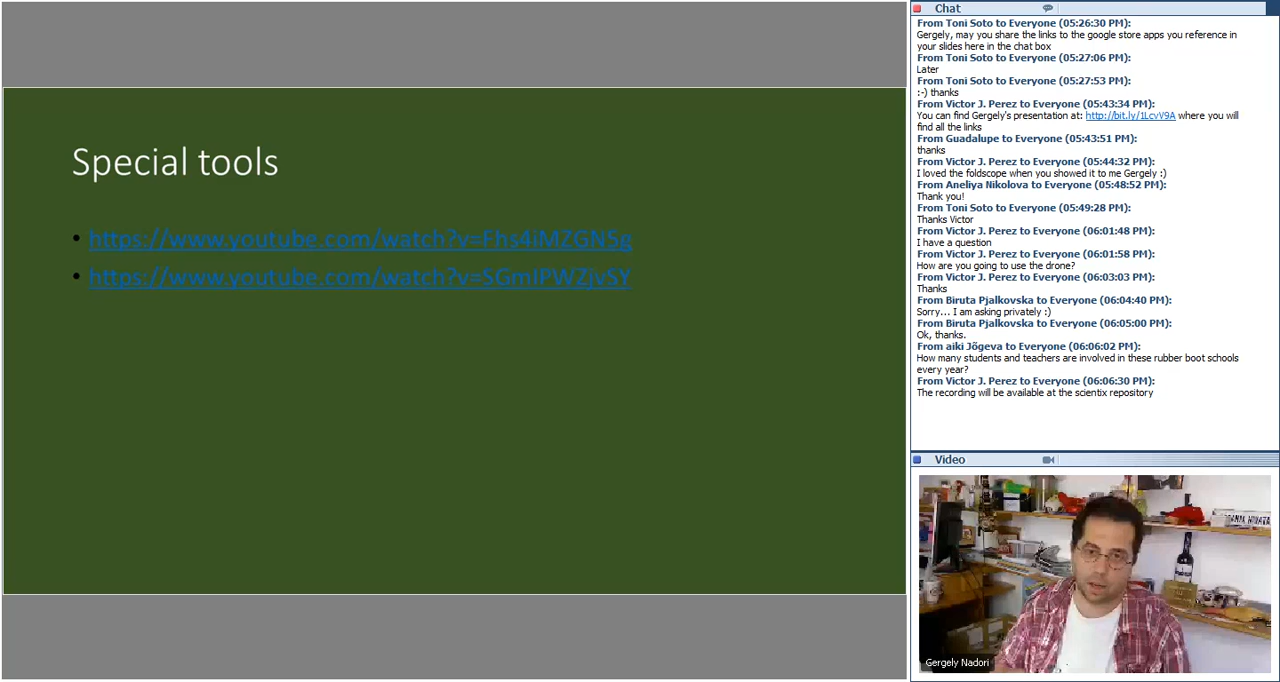 Special tools
• https://www.youtube.com/watch?v=Fhs4iMZGN5g
• https://www.youtube.com/watch?v=SGmIPWZjv5Y
Chat
From Toni Soto to Everyone (05:26:30 PM):
Gergely, may you share the links to the google store apps you reference in
your slides here in the chat box
From Toni Soto to Everyone (05:27:06 PM):
Later
From Toni Soto to Everyone (05:27:53 PM):
:-) thanks
From Victor J. Perez to Everyone (05:43:34 PM):
You can find Gergely's presentation at: http://bit.ly/1LcvV9A where you will
find all the links
From Guadalupe to Everyone (05:43:51 PM):
thanks
From Victor J. Perez to Everyone (05:44:32 PM):
I loved the foldscope when you showed it to me Gergely :)
From Aneliya Nikolova to Everyone (05:48:52 PM):
Thank you!
From Toni Soto to Everyone (05:49:28 PM):
Thanks Victor
From Victor J. Perez to Everyone (06:01:48 PM):
I have a question
From Victor J. Perez to Everyone (06:01:58 PM):
How are you going to use the drone?
From Victor J. Perez to Everyone (06:03:03 PM):
Thanks
From Biruta Pjalkovska to Everyone (06:04:40 PM):
Sorry... I am asking privately :)
From Biruta Pjalkovska to Everyone (06:05:00 PM):
Ok, thanks.
From aiki Jõgeva to Everyone (06:06:02 PM):
How many students and teachers are involved in these rubber boot schools
every year?
From Victor J. Perez to Everyone (06:06:30 PM):
The recording will be available at the scientix repository
Video
Gergely Nadori